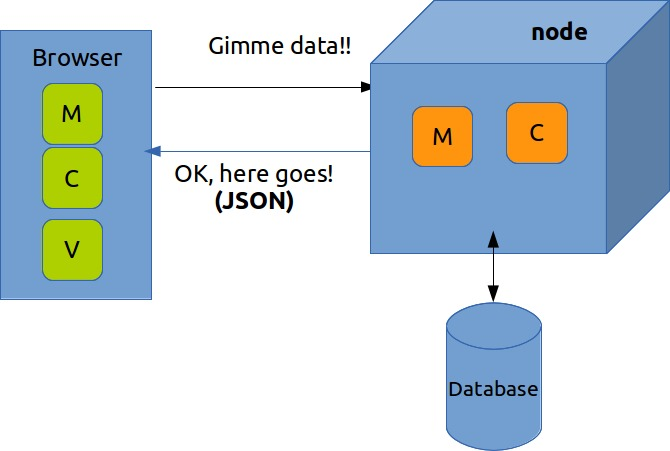 Browser
M
C
V
Gimme data!!
OK, here goes!
(JSON)
node
M
C
Database